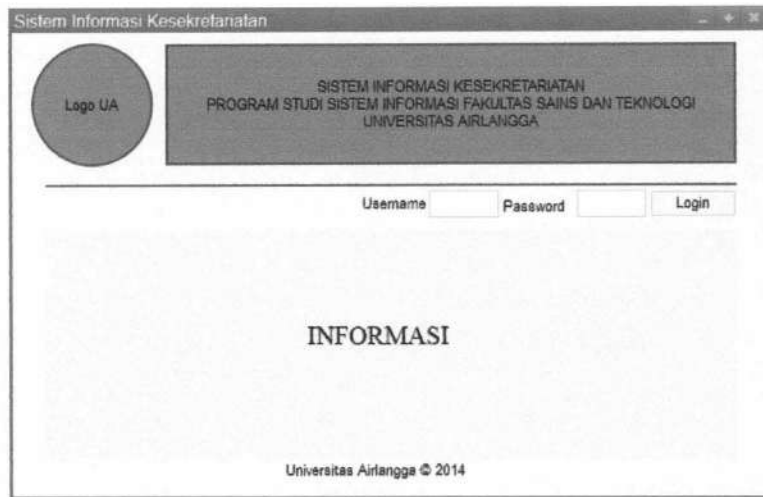 Sistem Informasi Kesekretariatan
Logo UA
SISTEM INFORMASI KESEKRETARIATAN
PROGRAM STUDI SISTEM INFORMASI FAKULTAS SAINS DAN TEKNOLOGI
UNIVERSITAS AIRLANGGA
Username Password Login
INFORMASI
Universitas Airlangga © 2014